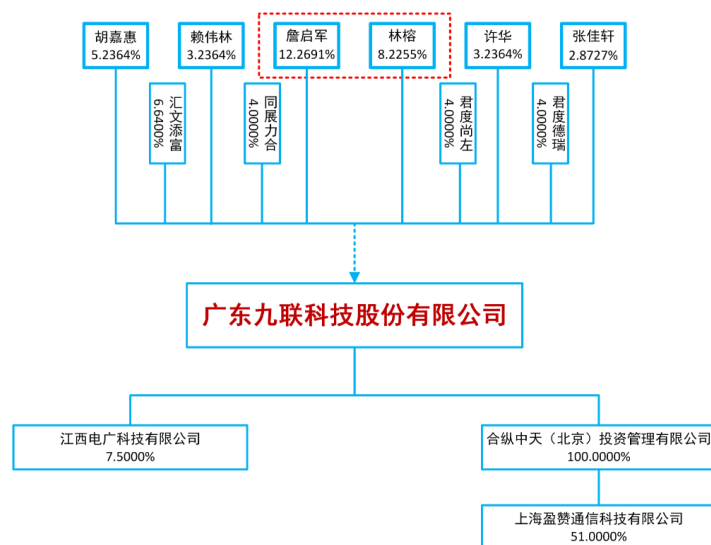 胡嘉惠
5.2364%
赖伟林
3.2364%
詹启军
12.2691%
林榕
8.2255%
许华
3.2364%
张佳轩
2.8727%
汇文添富
6.6400%
同展力合
4.0000%
君度尚左
4.0000%
君度德瑞
4.0000%
广东九联科技股份有限公司
江西电广科技有限公司
7.5000%
合纵中天（北京）投资管理有限公司
100.0000%
上海盈赞通信科技有限公司
51.0000%